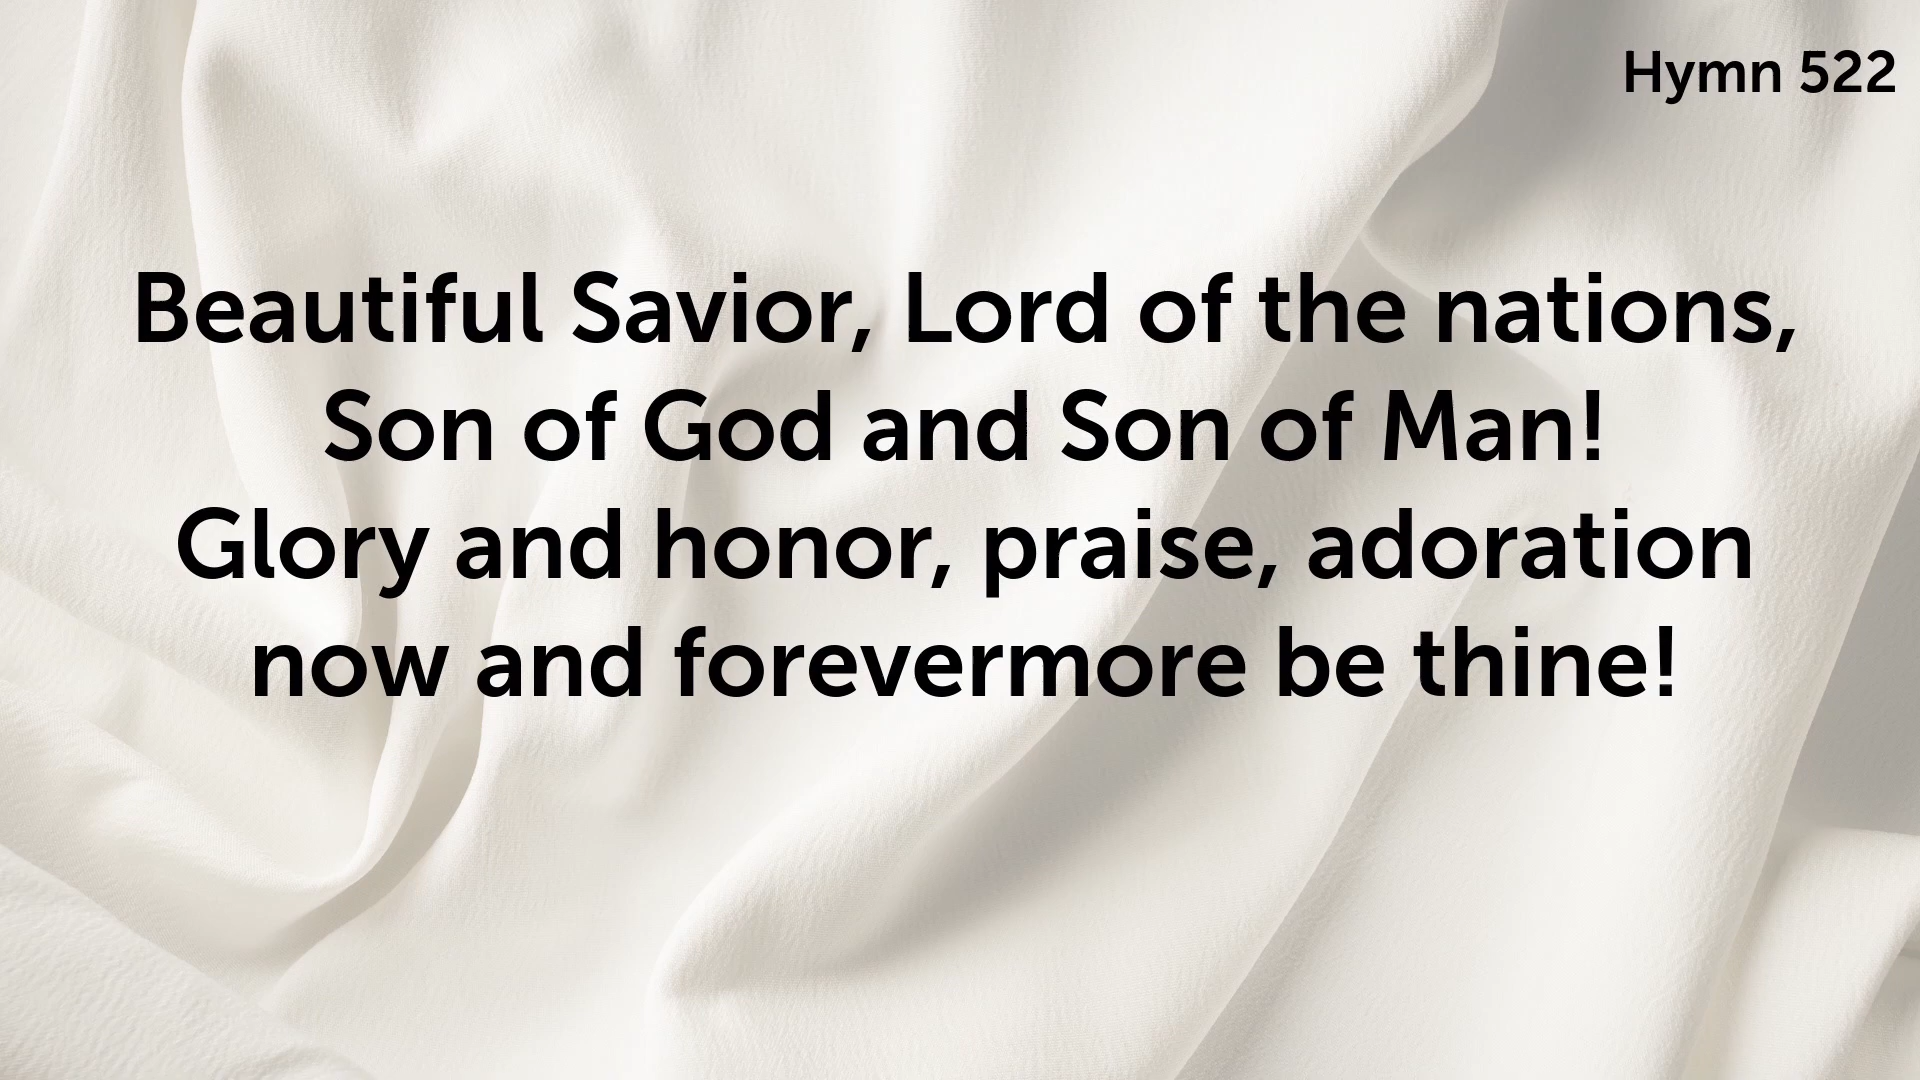 Hymn 522
Beautiful Savior, Lord of the nations,
Son of God and Son of Man!
Glory and honor, praise, adoration
now and forevermore be thine!